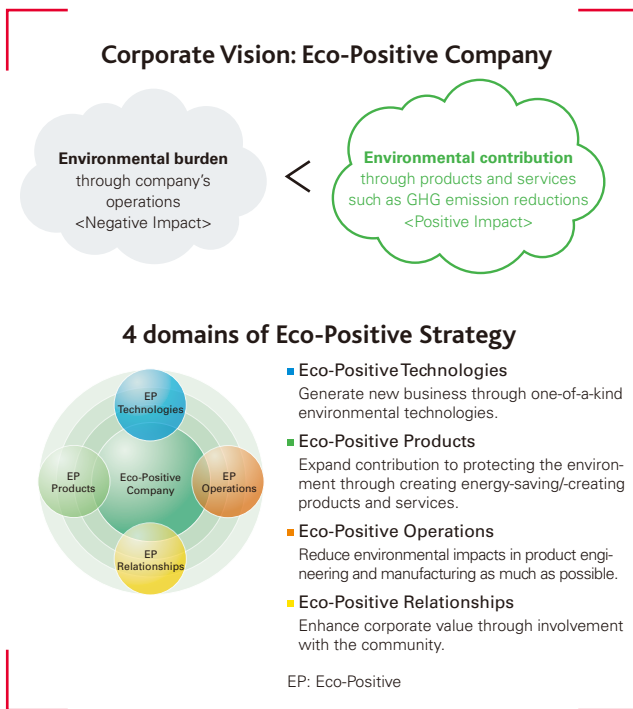 Corporate Vision: Eco-Positive Company
Environmental burden
through company's
operations
<Negative Impact>
<
Environmental contribution
through products and services
such as GHG emission reductions
<Positive Impact>
4 domains of Eco-Positive Strategy
EP
Technologies
EP
Products
Eco-Positive
Company
EP
Operations
EP
Relationships
Eco-Positive Technologies
Generate new business through one-of-a-kind
environmental technologies.
Eco-Positive Products
Expand contribution to protecting the environ-
ment through creating energy-saving/-creating
products and services.
Eco-Positive Operations
Reduce environmental impacts in product engi-
neering and manufacturing as much as possible.
Eco-Positive Relationships
Enhance corporate value through involvement
with the community.
EP: Eco-Positive